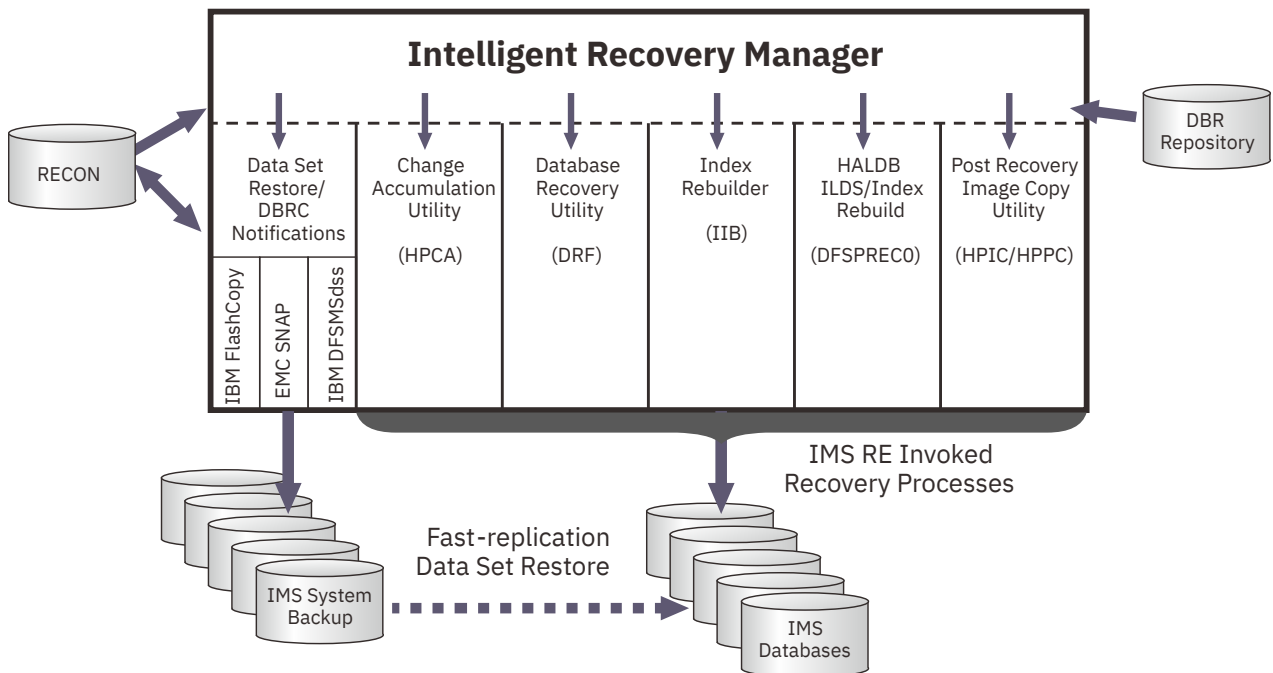 Intelligent Recovery Manager
RECON
DBR
Repository
Data Set
Restore/
DBRC
Notifications
Change
Accumulation
Utility
(HPCA)
Database
Recovery
Utility
(DRF)
Index
Rebuilder
(IIB)
HALDB
ILDS/Index
Rebuild
(DFSPREC0)
Post Recovery
Image Copy
Utility
(HPIC/HPPC)
IBM FlashCopy
EMC SNAP
IBM DFSMSdss
IMS RE Invoked
Recovery Processes
Fast-replication
Data Set Restore
IMS System
Backup
IMS
Databases